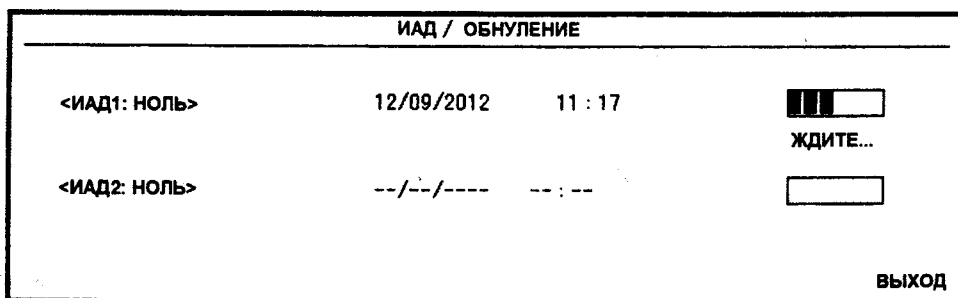 ИАД / ОБНУЛЕНИЕ
<ИАД1: НОЛЬ> 12/09/2012 11 : 17
ЖДИТЕ...
<ИАД2: НОЛЬ> --/--/---- -- : --
ВЫХОД